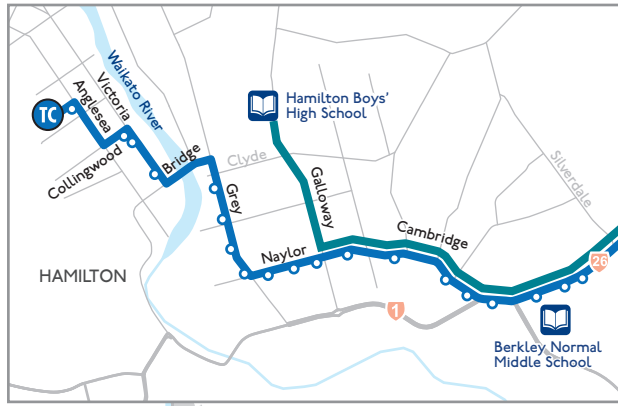 TC
Anglesea
Victoria
Waikato River
Collingwood
Bridge
Clyde
Grey
Hamilton Boys'
High School
Galloway
Naylor
Cambridge
Silverdale
HAMILTON
1
26
Berkley Normal
Middle School